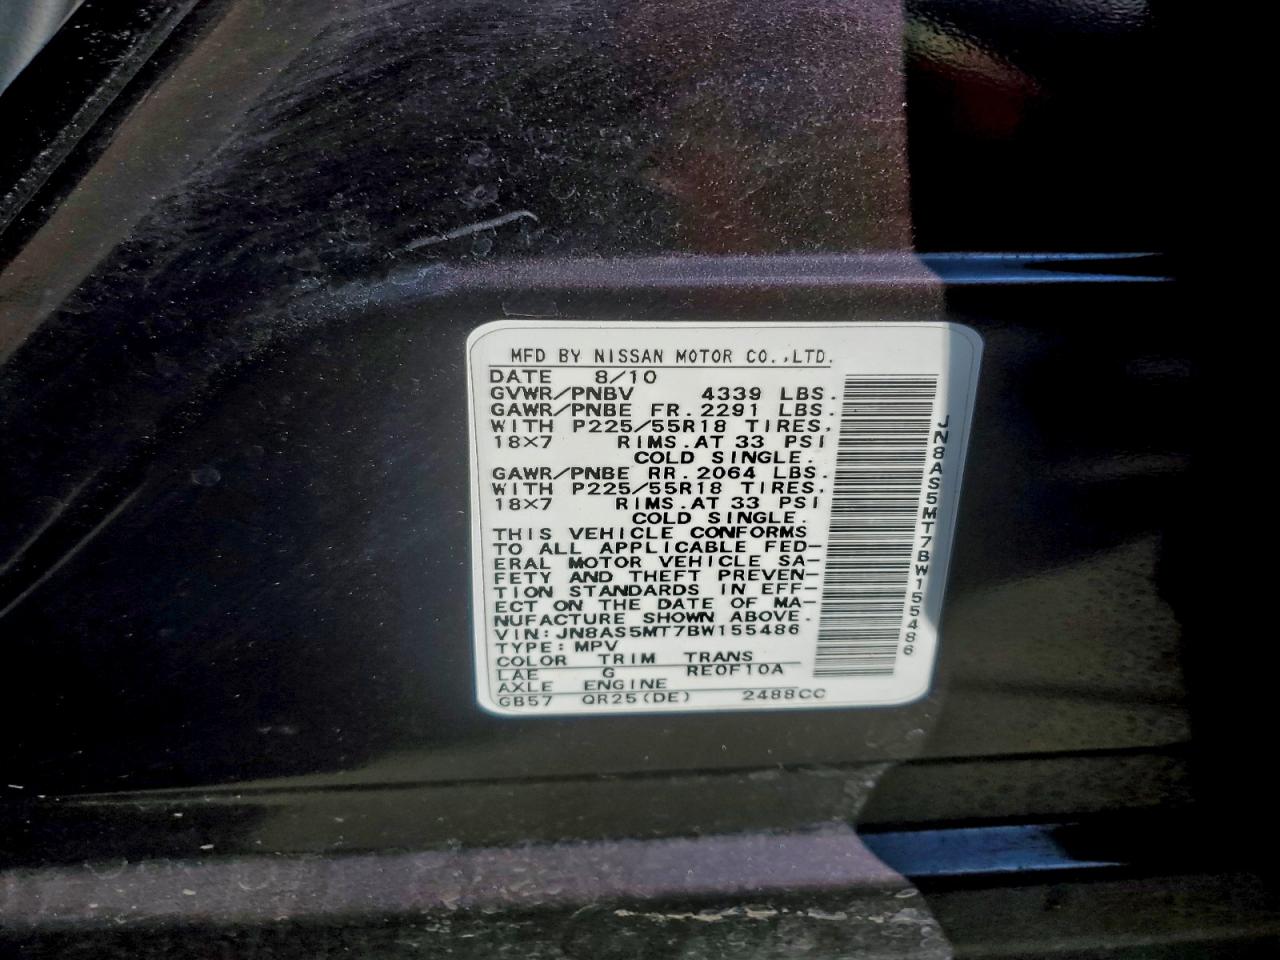 MFD BY NISSAN MOTOR CO.,LTD.
DATE 8/10
GVWR/PNBV 4339 LBS.
GAWR/PNBE FR.2291 LBS.
WITH P225/55R18 TIRES.
18×7 RIMS.AT 33 PSI
COLD SINGLE.
GAWR/PNBE RR.2064 LBS.
WITH P225/55R18 TIRES.
18×7 RIMS.AT 33 PSI
COLD SINGLE.
THIS VEHICLE CONFORMS
TO ALL APPLICABLE FED-
ERAL MOTOR VEHICLE SA-
FETY AND THEFT PREVEN-
TION STANDARDS IN EFF-
ECT ON THE DATE OF MA-
NUFACTURE SHOWN ABOVE.
VIN:JN8AS5MT7BW155486
TYPE:MPV
COLOR TRIM TRANS
LAE G RE0F10A
AXLE ENGINE
GB57 QR25(DE) 2488CC
JN8AS5MT7BW155486